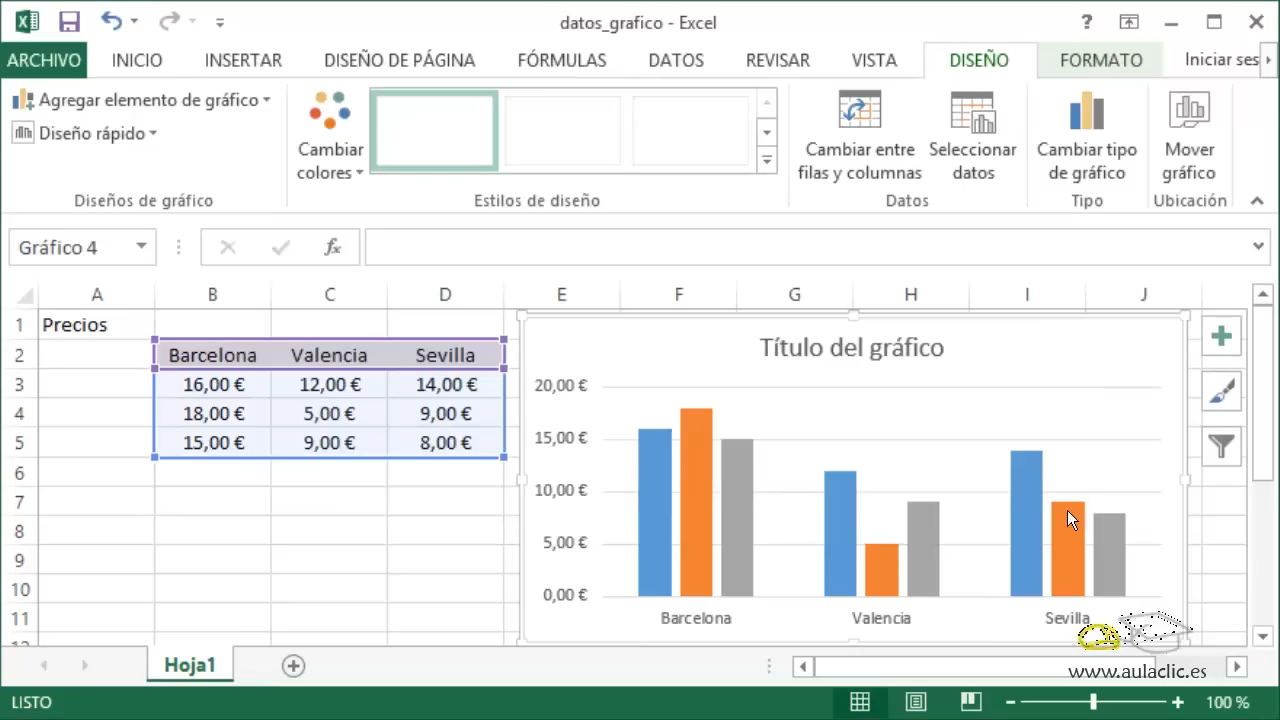 datos_grafico - Excel
?
ARCHIVO INICIO INSERTAR DISEÑO DE PÁGINA FÓRMULAS DATOS REVISAR VISTA DISEÑO FORMATO Iniciar ses
Agregar elemento de gráfico
Diseño rápido
Cambiar
colores
Cambiar entre
filas y columnas
Seleccionar
datos
Cambiar tipo
de gráfico
Mover
gráfico
Diseños de gráfico Estilos de diseño Datos Tipo Ubicación
Gráfico 4 fx
A B C D E F G H I J
1 Precios
2 Barcelona Valencia Sevilla
3 16,00 € 12,00 € 14,00 €
4 18,00 € 5,00 € 9,00 €
5 15,00 € 9,00 € 8,00 €
6
7
8
9
10
11
Título del gráfico
20,00 €
15,00 €
10,00 €
5,00 €
0,00 €
Barcelona Valencia Sevilla
www.aulaclic.es
Hoja1
LISTO 100 %